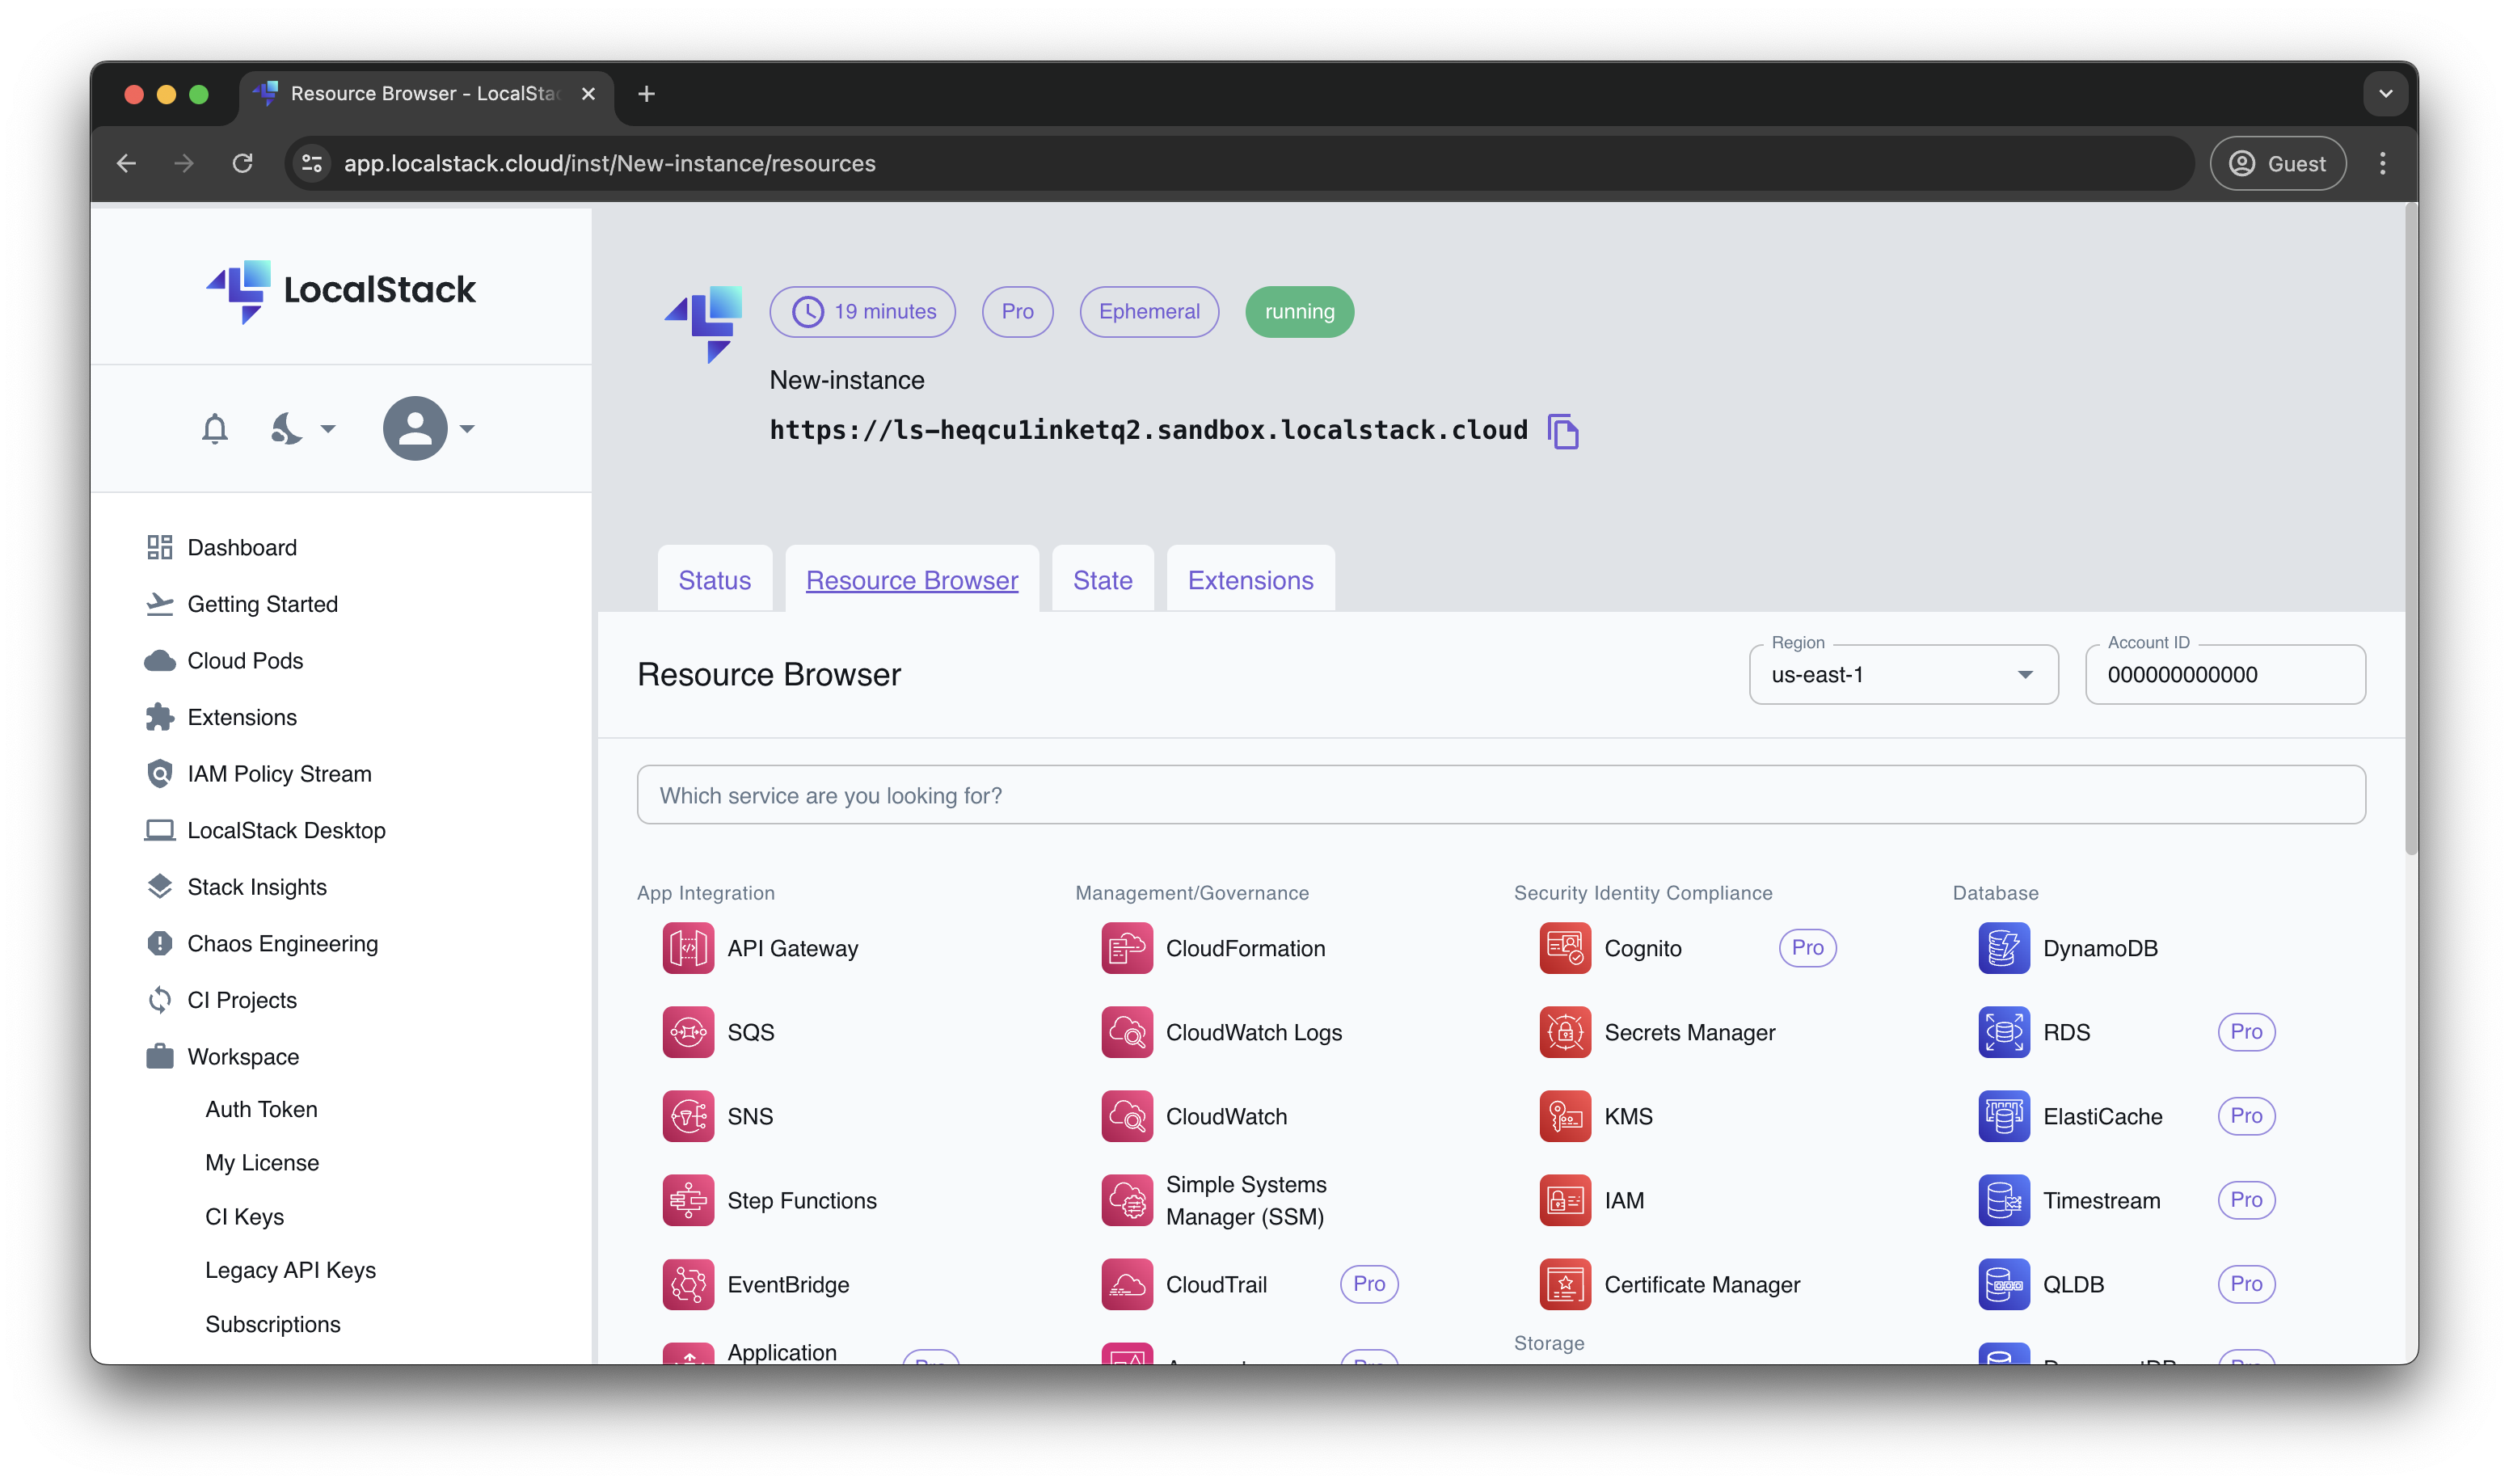 Resource Browser - LocalSta
app.localstack.cloud/inst/New-instance/resources
Guest
LocalStack
19 minutes
Pro
Ephemeral
running
New-instance
https://ls-heqcu1inketq2.sandbox.localstack.cloud
Dashboard
Getting Started
Cloud Pods
Extensions
IAM Policy Stream
LocalStack Desktop
Stack Insights
Chaos Engineering
CI Projects
Workspace
Auth Token
My License
CI Keys
Legacy API Keys
Subscriptions
Status
Resource Browser
State
Extensions
Resource Browser
Region
us-east-1
Account ID
000000000000
Which service are you looking for?
App Integration
API Gateway
SQS
SNS
Step Functions
EventBridge
Application
Pro
Management/Governance
CloudFormation
CloudWatch Logs
CloudWatch
Simple Systems
Manager (SSM)
CloudTrail
Pro
Pro
Security Identity Compliance
Cognito
Pro
Secrets Manager
KMS
IAM
Certificate Manager
Storage
Database
DynamoDB
RDS
Pro
ElastiCache
Pro
Timestream
Pro
QLDB
Pro
Pro